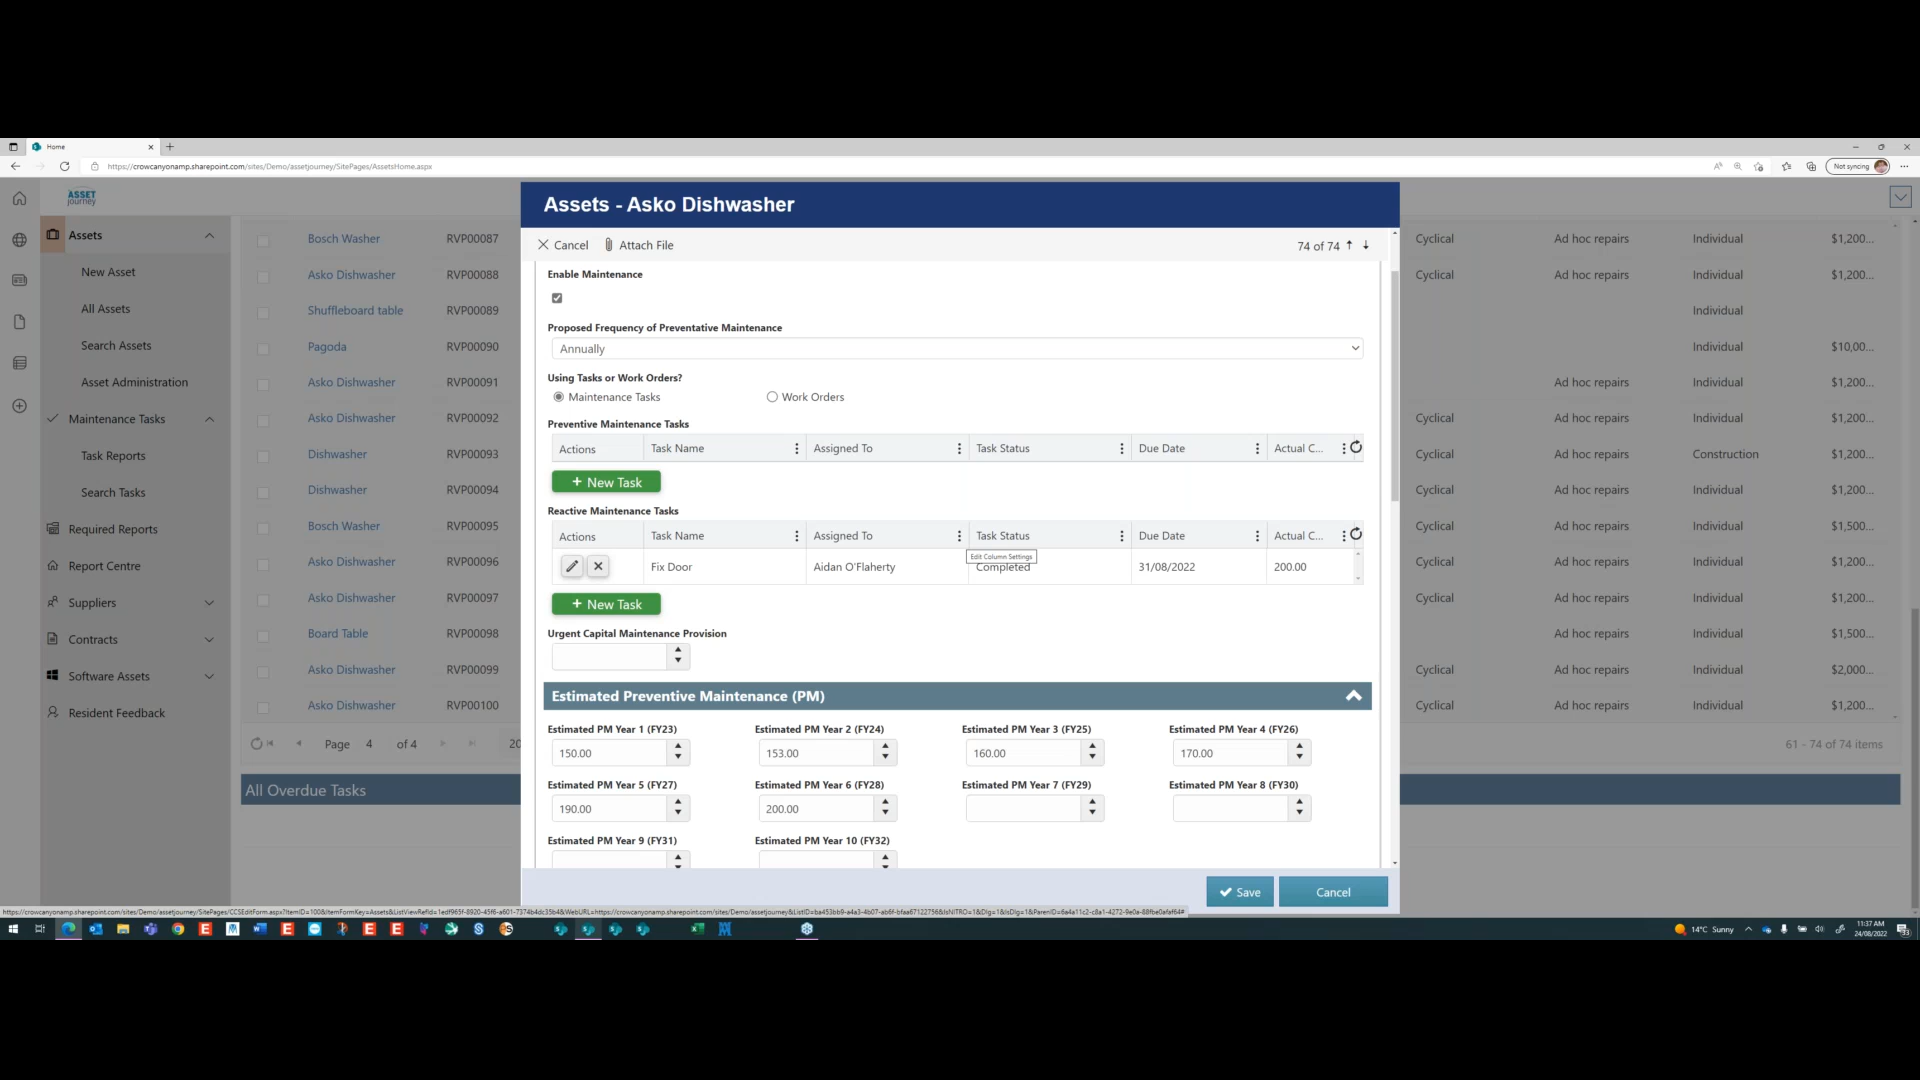 Home
https://crowcanyonamp.sharepoint.com/sites/Demo/assetjourney/SitePages/AssetsHome.aspx
Not syncing
ASSET
journey
Assets
New Asset
All Assets
Search Assets
Asset Administration
Maintenance Tasks
Task Reports
Search Tasks
Required Reports
Report Centre
Suppliers
Contracts
Software Assets
Resident Feedback
Bosch Washer RVP00087 Cyclical Ad hoc repairs Individual $1,200...
Asko Dishwasher RVP00088 Cyclical Ad hoc repairs Individual $1,200...
Shuffleboard table RVP00089 Individual
Pagoda RVP00090 Individual $10,00...
Asko Dishwasher RVP00091 Ad hoc repairs Individual $1,200...
Asko Dishwasher RVP00092 Cyclical Ad hoc repairs Individual $1,200...
Dishwasher RVP00093 Cyclical Ad hoc repairs Construction $1,200...
Dishwasher RVP00094 Cyclical Ad hoc repairs Individual $1,200...
Bosch Washer RVP00095 Cyclical Ad hoc repairs Individual $1,500...
Asko Dishwasher RVP00096 Cyclical Ad hoc repairs Individual $1,200...
Asko Dishwasher RVP00097 Cyclical Ad hoc repairs Individual $1,200...
Board Table RVP00098 Ad hoc repairs Individual $1,500...
Asko Dishwasher RVP00099 Cyclical Ad hoc repairs Individual $2,000...
Asko Dishwasher RVP00100 Cyclical Ad hoc repairs Individual $1,200...
Page 4 of 4 20 61 - 74 of 74 items
All Overdue Tasks
Assets - Asko Dishwasher
Cancel Attach File 74 of 74
Enable Maintenance
Proposed Frequency of Preventative Maintenance
Annually
Using Tasks or Work Orders?
Maintenance Tasks Work Orders
Preventive Maintenance Tasks
Actions Task Name Assigned To Task Status Due Date Actual C...
+ New Task
Reactive Maintenance Tasks
Actions Task Name Assigned To Task Status Due Date Actual C...
Edit Column Settings
Fix Door Aidan O'Flaherty Completed 31/08/2022 200.00
+ New Task
Urgent Capital Maintenance Provision
Estimated Preventive Maintenance (PM)
Estimated PM Year 1 (FY23) Estimated PM Year 2 (FY24) Estimated PM Year 3 (FY25) Estimated PM Year 4 (FY26)
150.00 153.00 160.00 170.00
Estimated PM Year 5 (FY27) Estimated PM Year 6 (FY28) Estimated PM Year 7 (FY29) Estimated PM Year 8 (FY30)
190.00 200.00
Estimated PM Year 9 (FY31) Estimated PM Year 10 (FY32)
Save Cancel
14°C Sunny
11:37 AM
24/08/2022